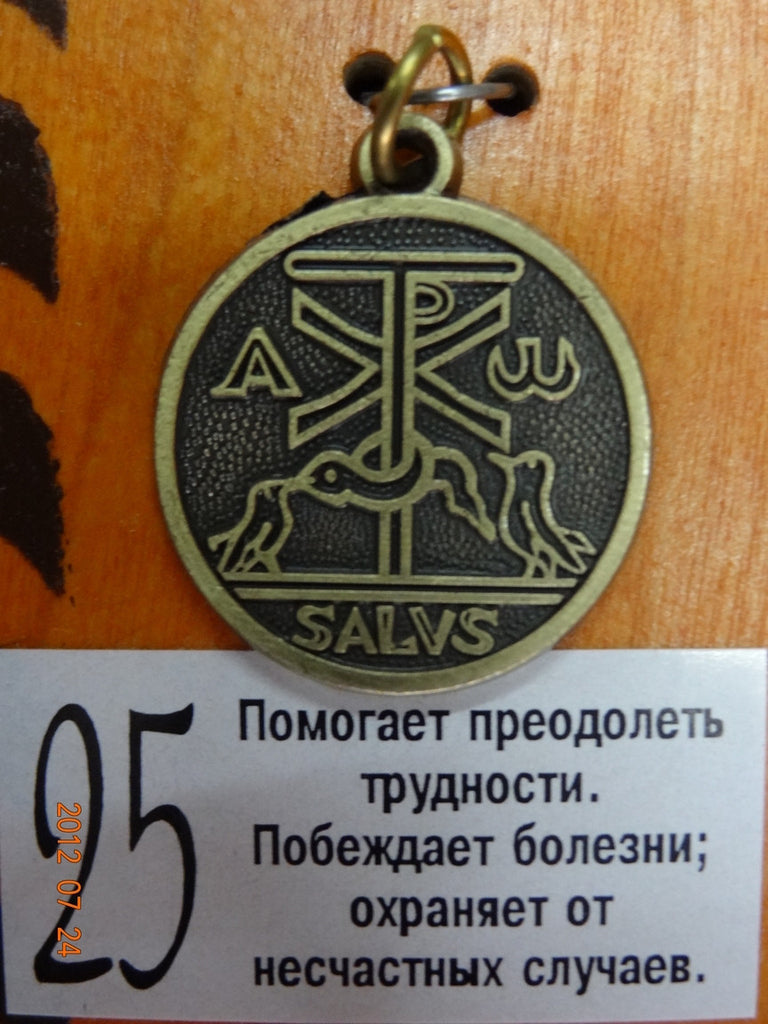 Α Ρ ω
SALVS
25
Помогает преодолеть
трудности.
Побеждает болезни;
охраняет от
несчастных случаев.
2012 07 24